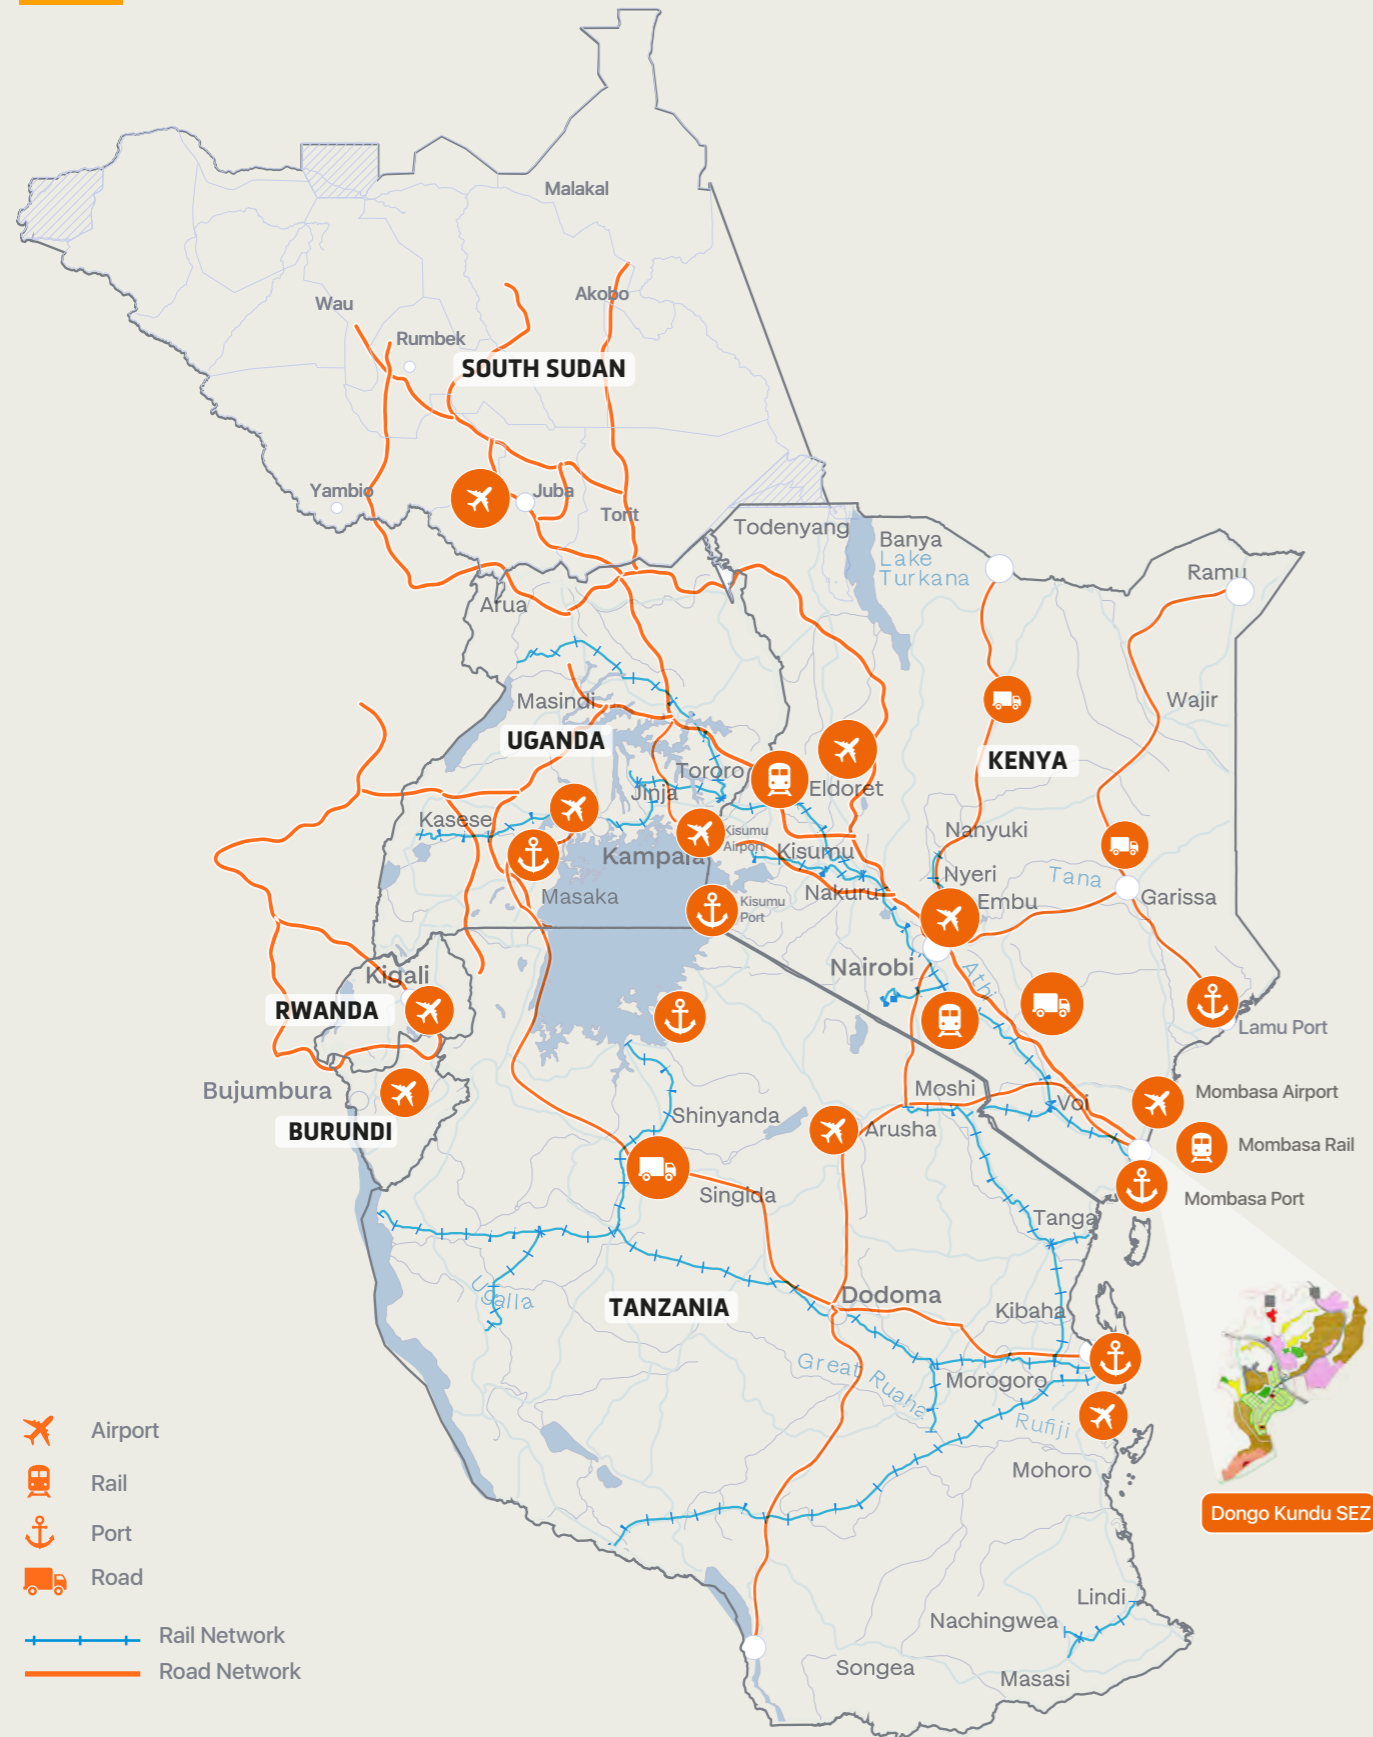 Malakal
Wau
Akobo
Rumbek
SOUTH SUDAN
Yambio
Juba
Torit
Todenyang
Banya
Lake
Turkana
Ramu
Arua
Masindi
Wajir
UGANDA
KENYA
Tororo
Jinja
Eldoret
Kasese
Kisumu
Airport
Nanyuki
Kampala
Kisumu
Nyeri
Tana
Masaka
Nakuru
Embu
Garissa
Kisumu
Port
Kigali
Nairobi
Athi
RWANDA
Lamu Port
Bujumbura
Moshi
Voi
Mombasa Airport
Shinyanda
Arusha
BURUNDI
Mombasa Rail
Singida
Mombasa Port
Tanga
Ugalla
TANZANIA
Dodoma
Kibaha
Great Ruaha
Morogoro
Rufiji
Mohoro
Airport
Rail
Port
Road
Rail Network
Road Network
Dongo Kundu SEZ
Lindi
Nachingwea
Songea
Masasi